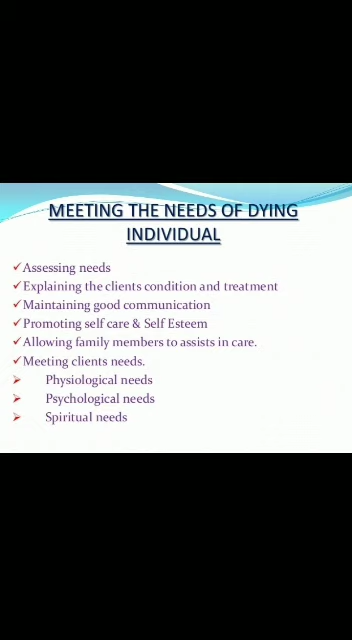 MEETING THE NEEDS OF DYING
INDIVIDUAL
✓Assessing needs
✓Explaining the clients condition and treatment
✓Maintaining good communication
✓Promoting self care & Self Esteem
✓Allowing family members to assists in care.
✓Meeting clients needs.
➢ Physiological needs
➢ Psychological needs
➢ Spiritual needs